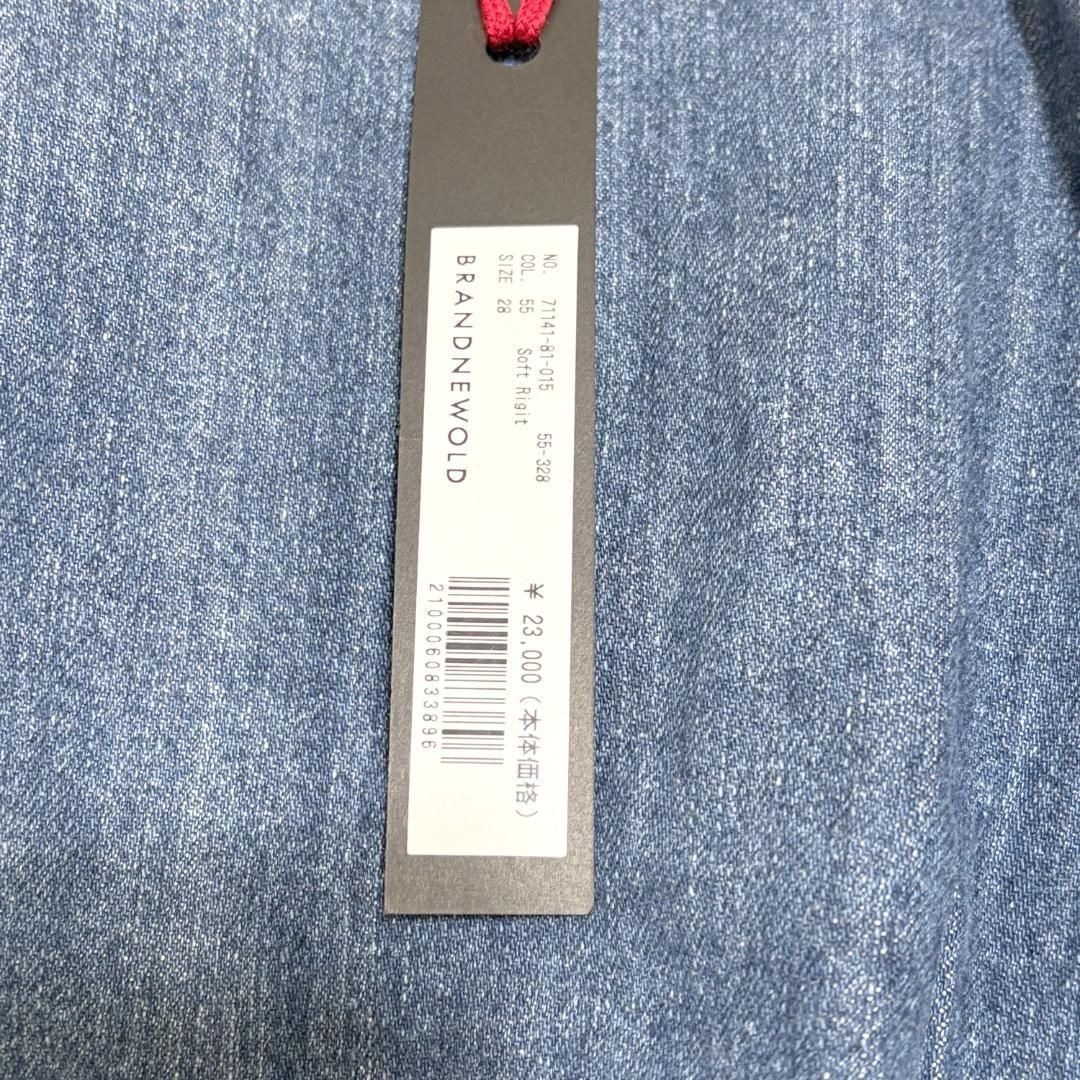 NO. 71141-81-015 55-328
COL. 55 / Soft Rigit
SIZE 28
BRANDNEWOLD
¥ 23,000（本体価格）
2100060833896